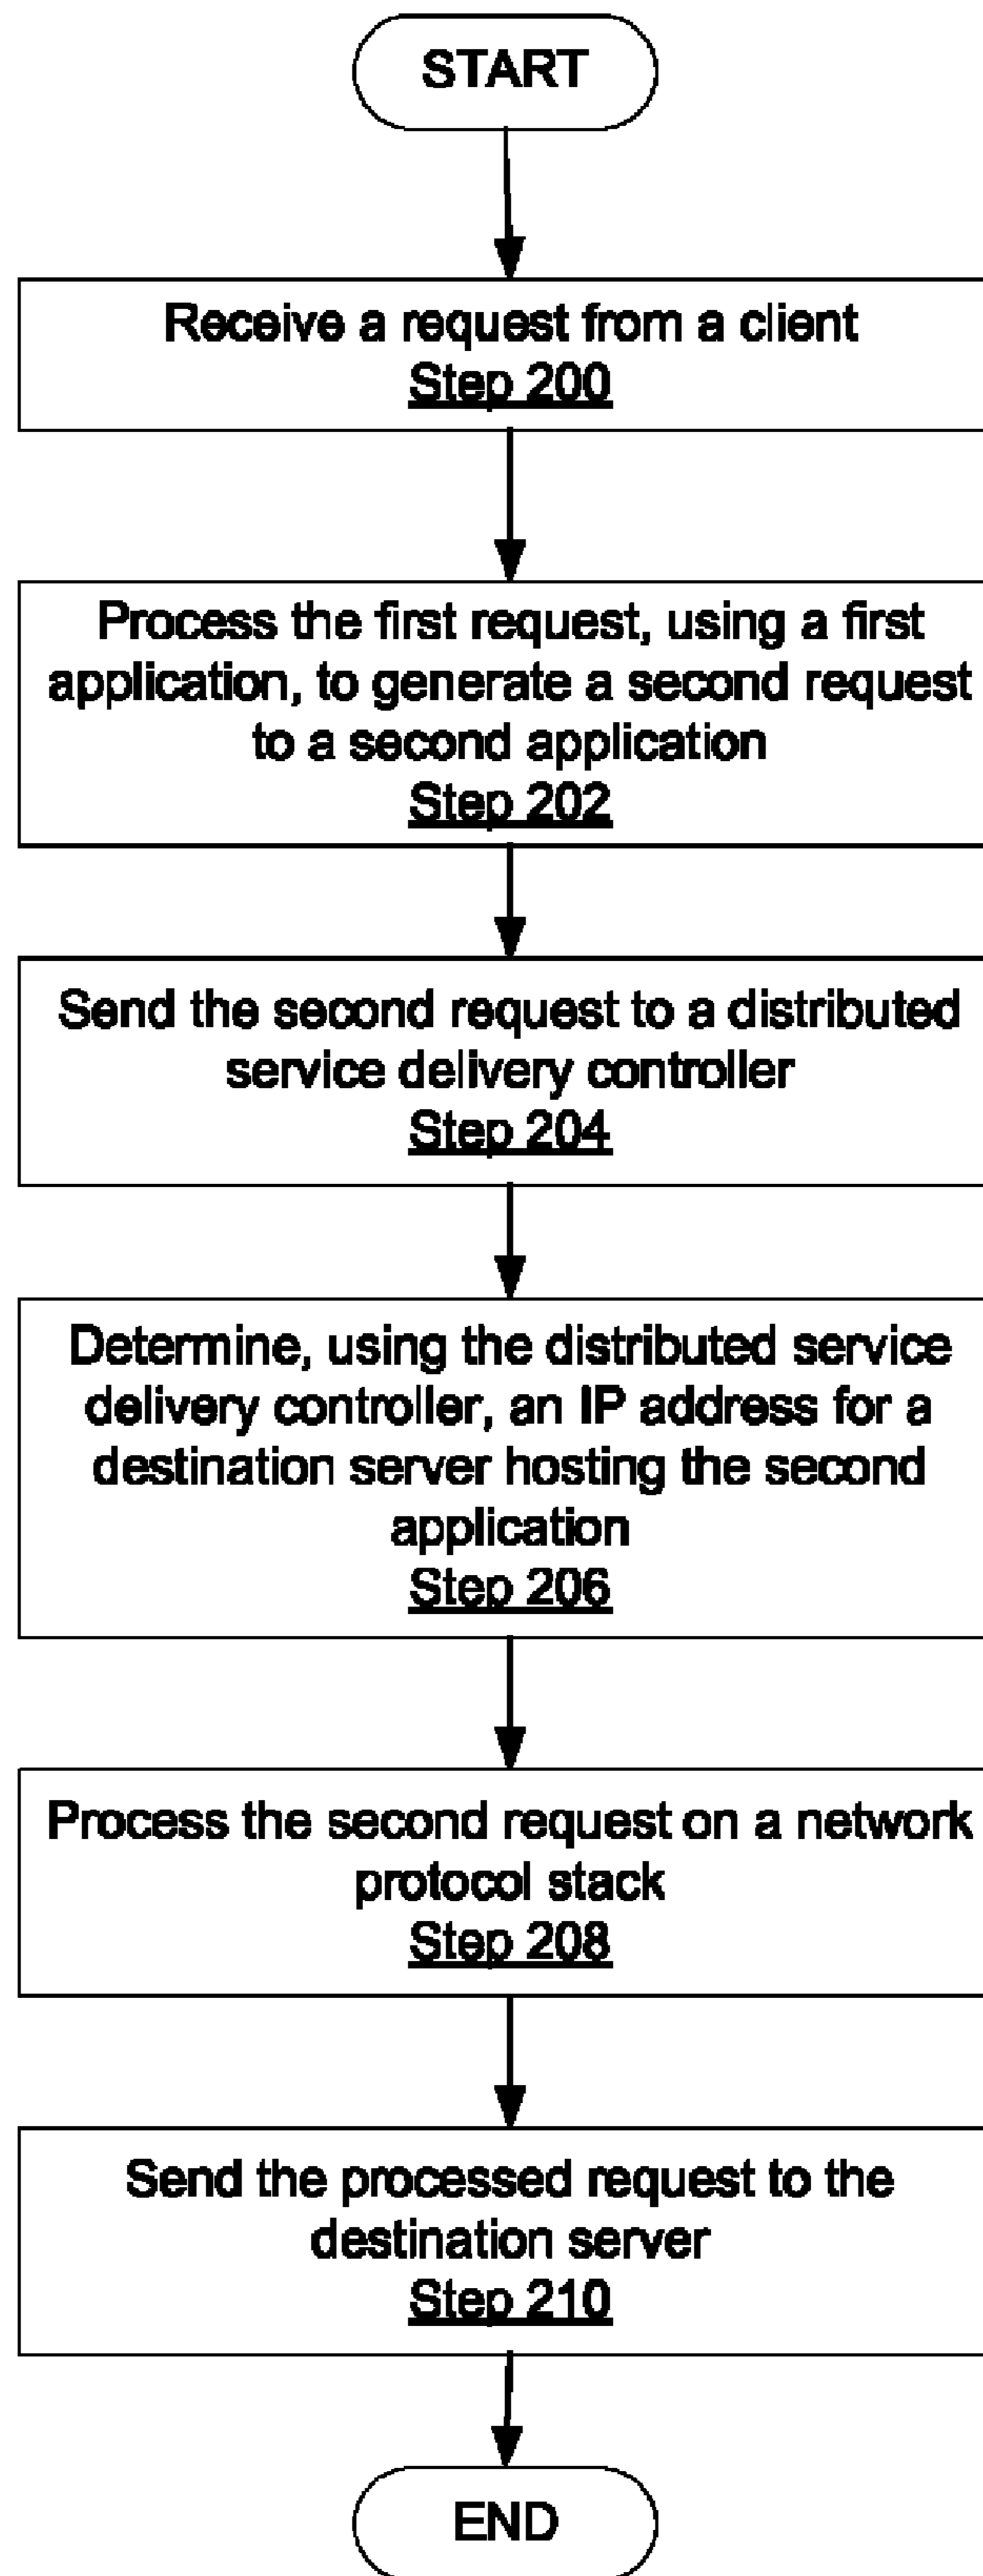 START
Receive a request from a client
Step 200
Process the first request, using a first
application, to generate a second request
to a second application
Step 202
Send the second request to a distributed
service delivery controller
Step 204
Determine, using the distributed service
delivery controller, an IP address for a
destination server hosting the second
application
Step 206
Process the second request on a network
protocol stack
Step 208
Send the processed request to the
destination server
Step 210
END